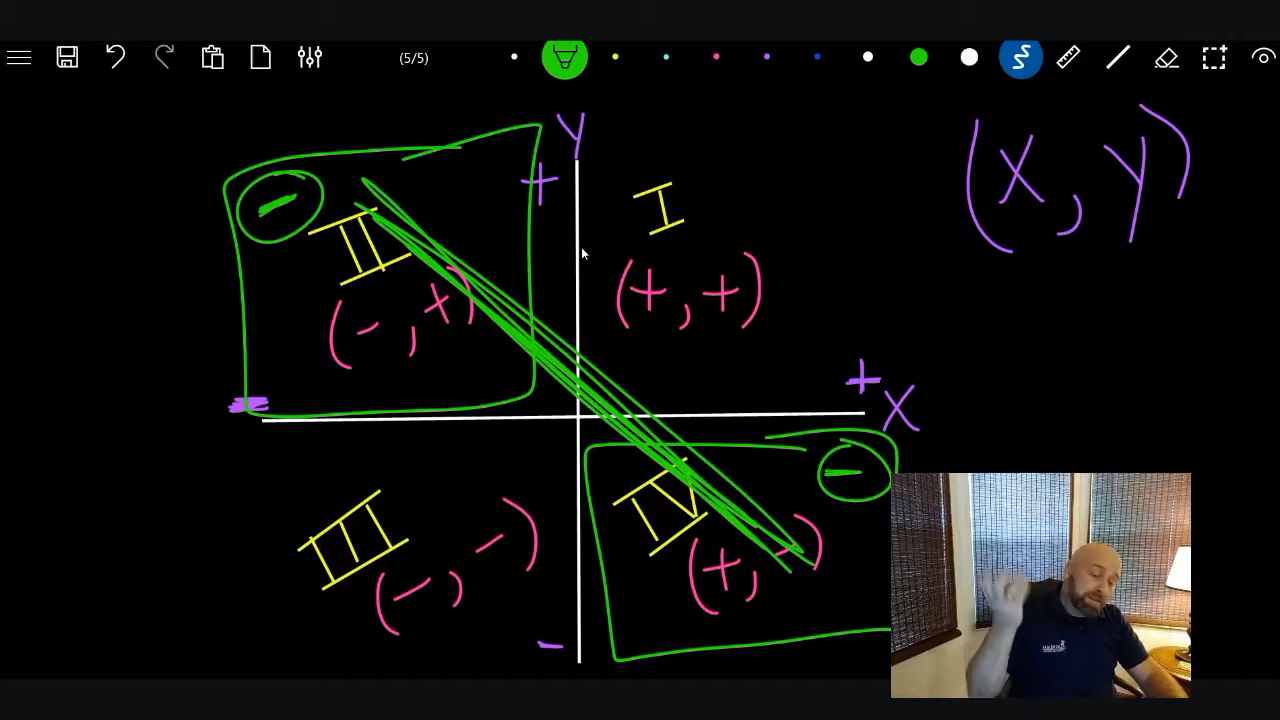 (5/5)
Y
(X, Y)
+
I
-
II
(+, +)
(-, +)
+
X
-
IV
-
III
(+, -)
(-, -)
-